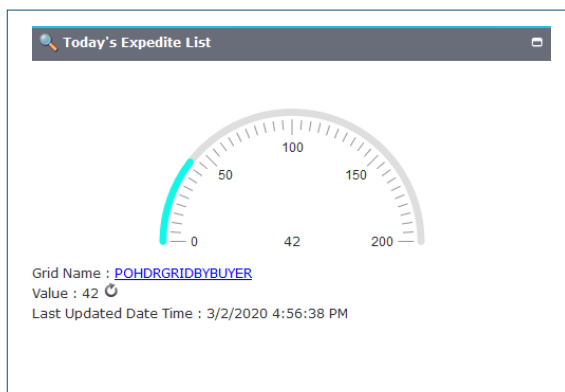 Today's Expedite List
100
50 150
0 42 200
Grid Name : POHDRGRIDBYBUYER
Value : 42
Last Updated Date Time : 3/2/2020 4:56:38 PM